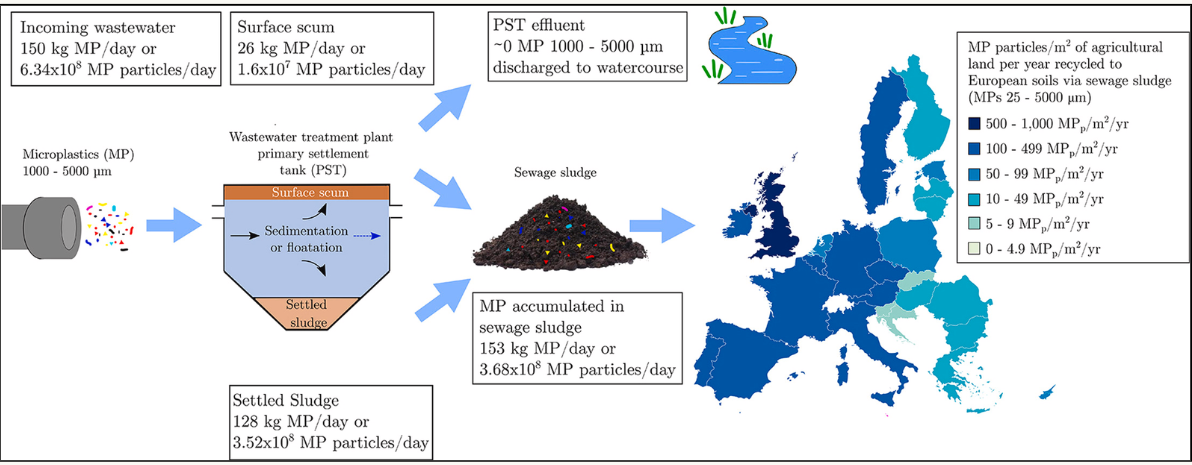 Incoming wastewater
150 kg MP/day or
6.34x10⁸ MP particles/day
Surface scum
26 kg MP/day or
1.6x10⁷ MP particles/day
PST effluent
~0 MP 1000 - 5000 μm
discharged to watercourse
MP particles/m² of agricultural
land per year recycled to
European soils via sewage sludge
(MPs 25 - 5000 μm)
500 - 1,000 MPₚ/m²/yr
100 - 499 MPₚ/m²/yr
50 - 99 MPₚ/m²/yr
10 - 49 MPₚ/m²/yr
5 - 9 MPₚ/m²/yr
0 - 4.9 MPₚ/m²/yr
Microplastics (MP)
1000 - 5000 μm
Wastewater treatment plant
primary settlement
tank (PST)
Surface scum
Sedimentation
or floatation
Settled
sludge
Sewage sludge
MP accumulated in
sewage sludge
153 kg MP/day or
3.68x10⁸ MP particles/day
Settled Sludge
128 kg MP/day or
3.52x10⁸ MP particles/day